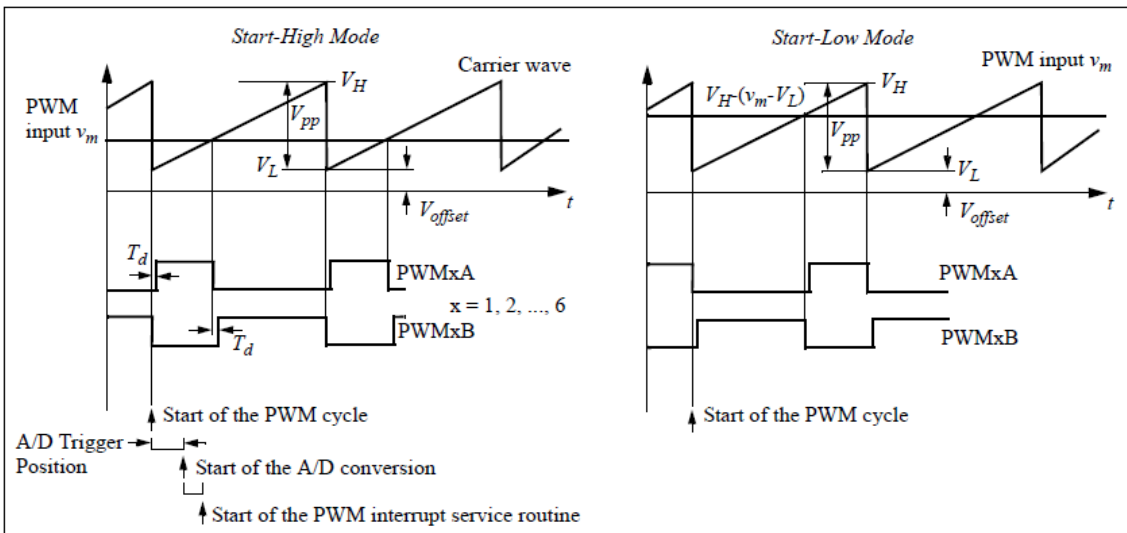 Start-High Mode
Carrier wave
PWM
input v_m
V_H
V_pp
V_L
V_offset
t
T_d
PWMxA
x = 1, 2, ..., 6
PWMxB
T_d
Start of the PWM cycle
A/D Trigger
Position
Start of the A/D conversion
Start of the PWM interrupt service routine
Start-Low Mode
PWM input v_m
V_H-(v_m-V_L)
V_H
V_pp
V_L
V_offset
t
PWMxA
PWMxB
Start of the PWM cycle